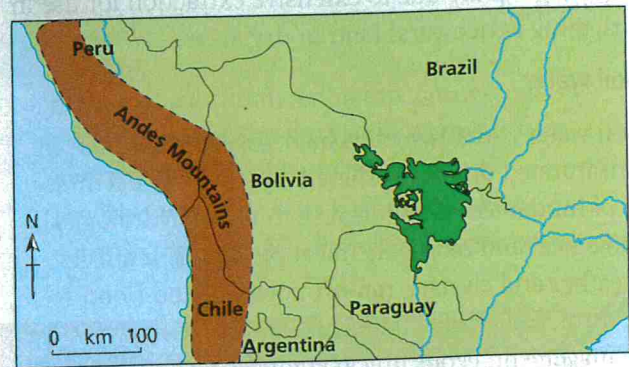 Peru
Brazil
Andes Mountains
Bolivia
N
Chile
Paraguay
0 km 100
Argentina